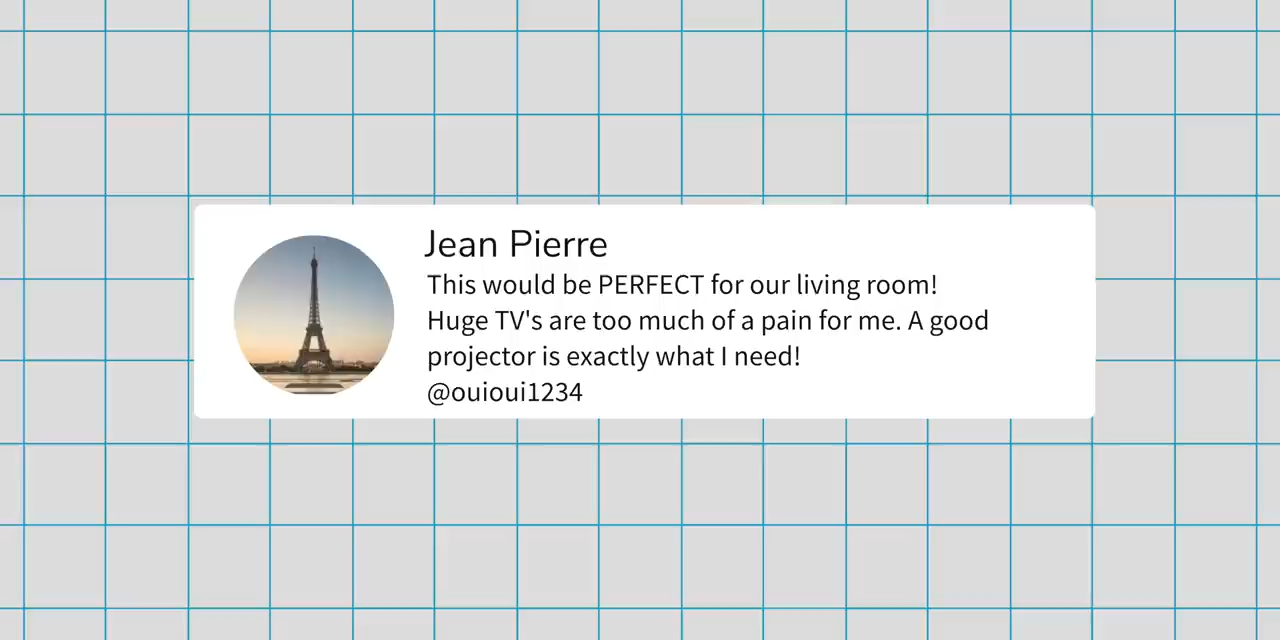 Jean Pierre
This would be PERFECT for our living room!
Huge TV's are too much of a pain for me. A good
projector is exactly what I need!
@ouioui1234